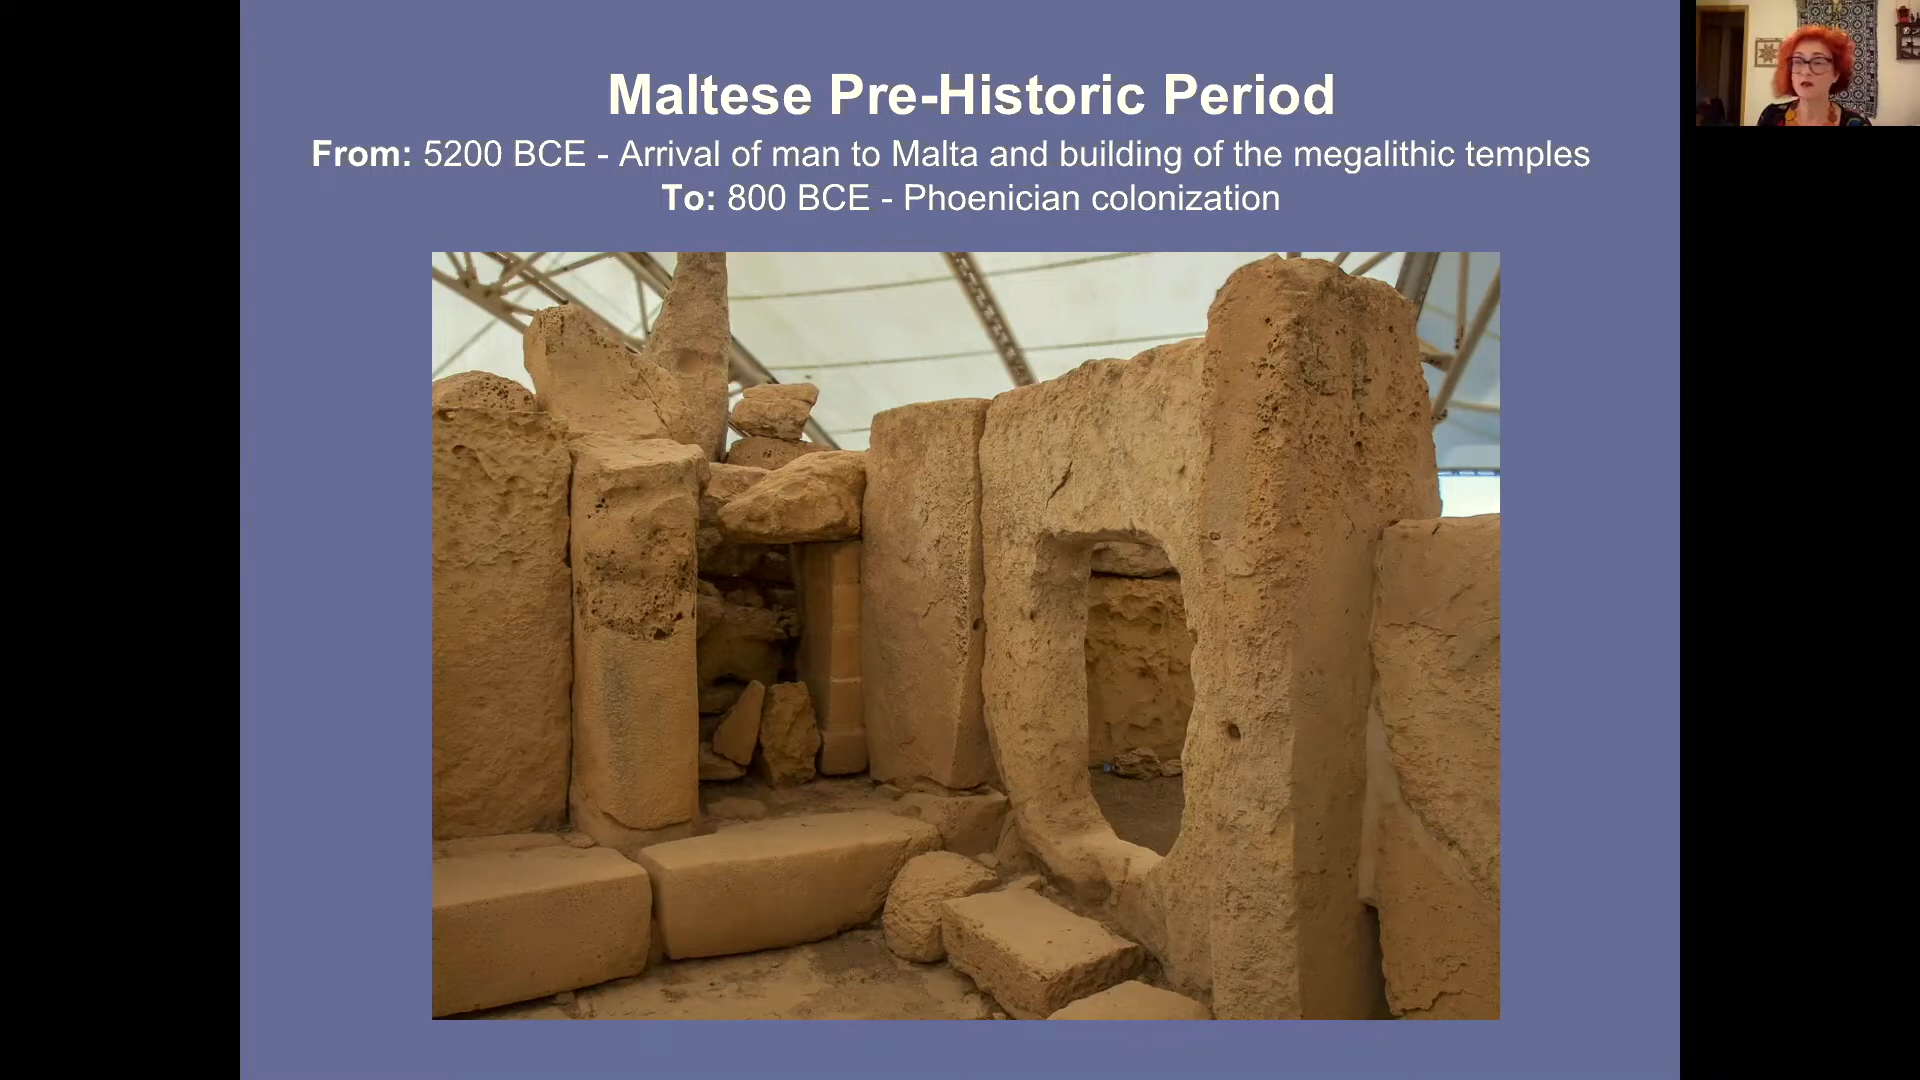 Maltese Pre-Historic Period
From: 5200 BCE - Arrival of man to Malta and building of the megalithic temples
To: 800 BCE - Phoenician colonization